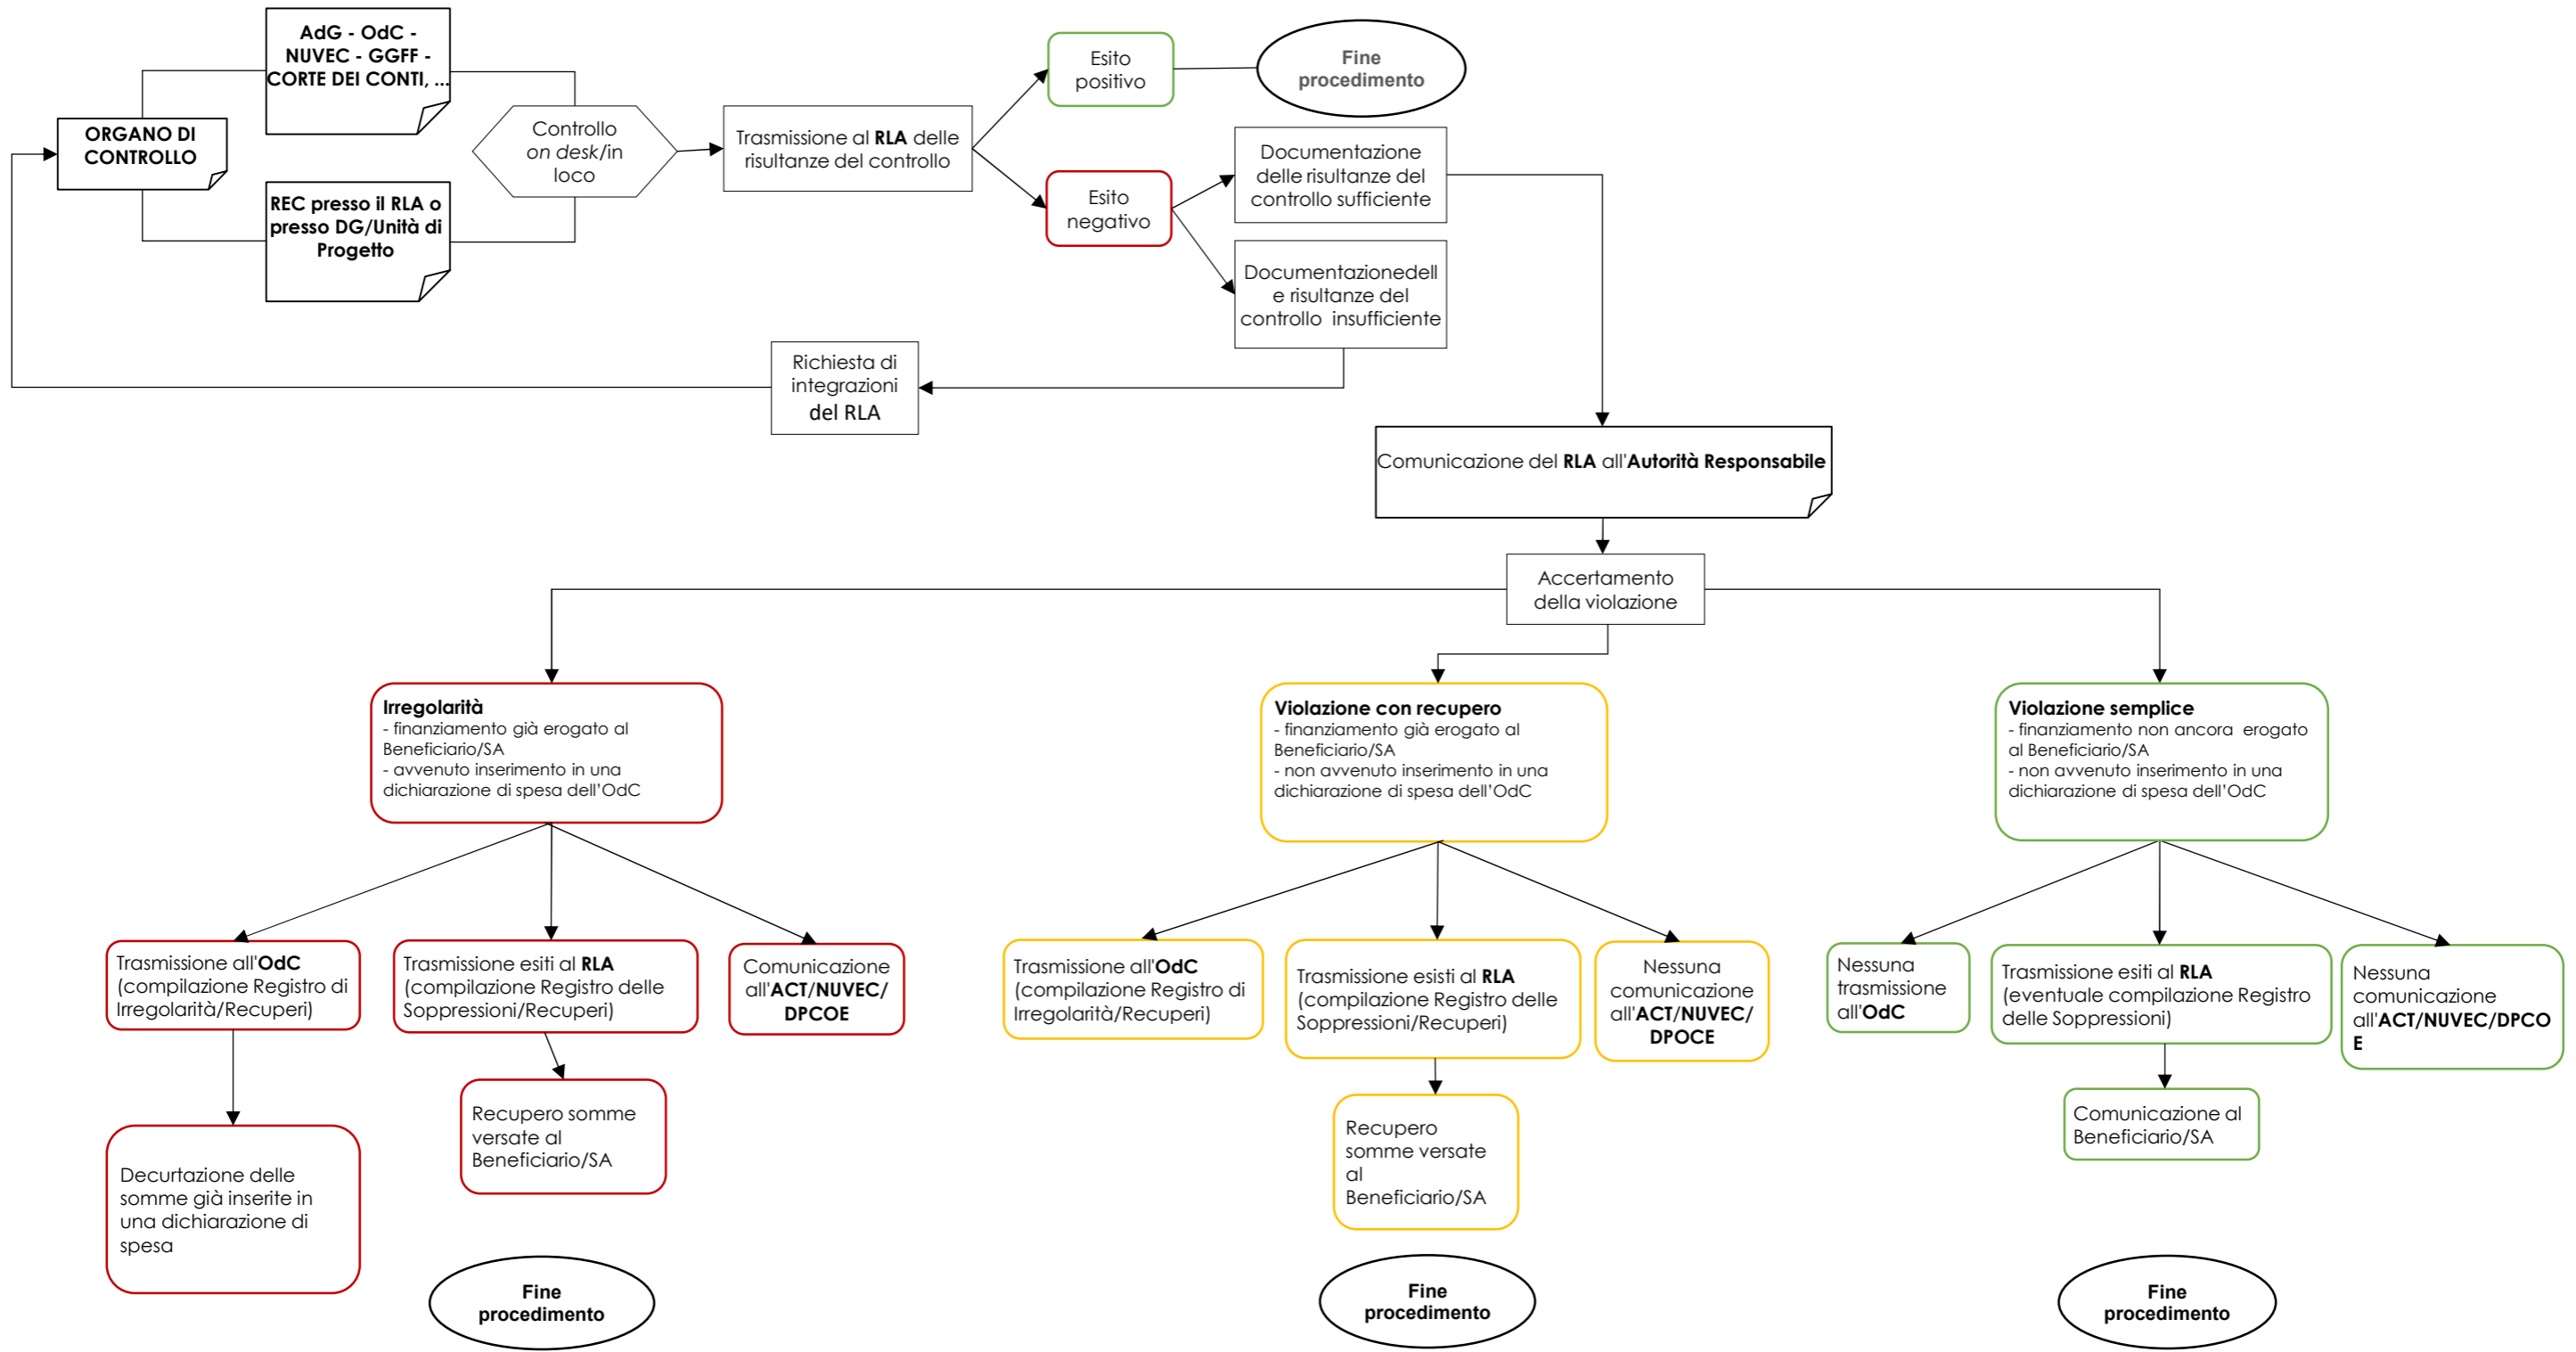 AdG - OdC -
NUVEC - GGFF -
CORTE DEI CONTI, ...
ORGANO DI
CONTROLLO
REC presso il RLA o
presso DG/Unità di
Progetto
Controllo
on desk/in
loco
Trasmissione al RLA delle
risultanze del controllo
Esito
positivo
Fine
procedimento
Esito
negativo
Documentazione
delle risultanze del
controllo sufficiente
Documentazionedell
e risultanze del
controllo insufficiente
Richiesta di
integrazioni
del RLA
Comunicazione del RLA all'Autorità Responsabile
Accertamento
della violazione
Irregolarità
- finanziamento già erogato al
Beneficiario/SA
- avvenuto inserimento in una
dichiarazione di spesa dell’OdC
Violazione con recupero
- finanziamento già erogato al
Beneficiario/SA
- non avvenuto inserimento in una
dichiarazione di spesa dell’OdC
Violazione semplice
- finanziamento non ancora erogato
al Beneficiario/SA
- non avvenuto inserimento in una
dichiarazione di spesa dell’OdC
Trasmissione all'OdC
(compilazione Registro di
Irregolarità/Recuperi)
Trasmissione esiti al RLA
(compilazione Registro delle
Soppressioni/Recuperi)
Comunicazione
all'ACT/NUVEC/
DPCOE
Trasmissione all'OdC
(compilazione Registro di
Irregolarità/Recuperi)
Trasmissione esisti al RLA
(compilazione Registro delle
Soppressioni/Recuperi)
Nessuna
comunicazione
all'ACT/NUVEC/
DPOCE
Nessuna
trasmissione
all'OdC
Trasmissione esiti al RLA
(eventuale compilazione Registro
delle Soppressioni)
Nessuna
comunicazione
all'ACT/NUVEC/DPCO
E
Decurtazione delle
somme già inserite in
una dichiarazione di
spesa
Recupero somme
versate al
Beneficiario/SA
Recupero
somme versate
al
Beneficiario/SA
Comunicazione al
Beneficiario/SA
Fine
procedimento
Fine
procedimento
Fine
procedimento